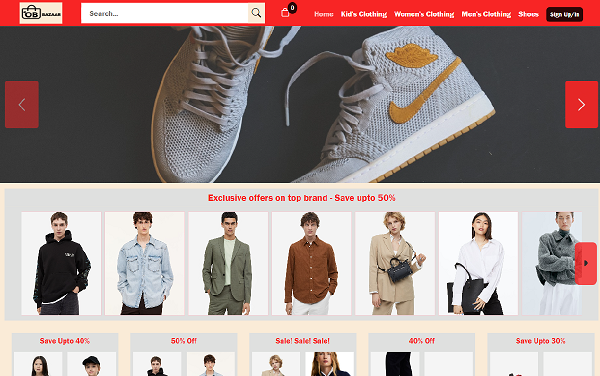 OB BAZAAR
Search...
0
Home Kid's Clothing Women's Clothing Men's Clothing Shoes Sign Up/In
Exclusive offers on top brand - Save upto 50%
Save Upto 40% 50% Off Sale! Sale! Sale! 40% Off Save Upto 30%